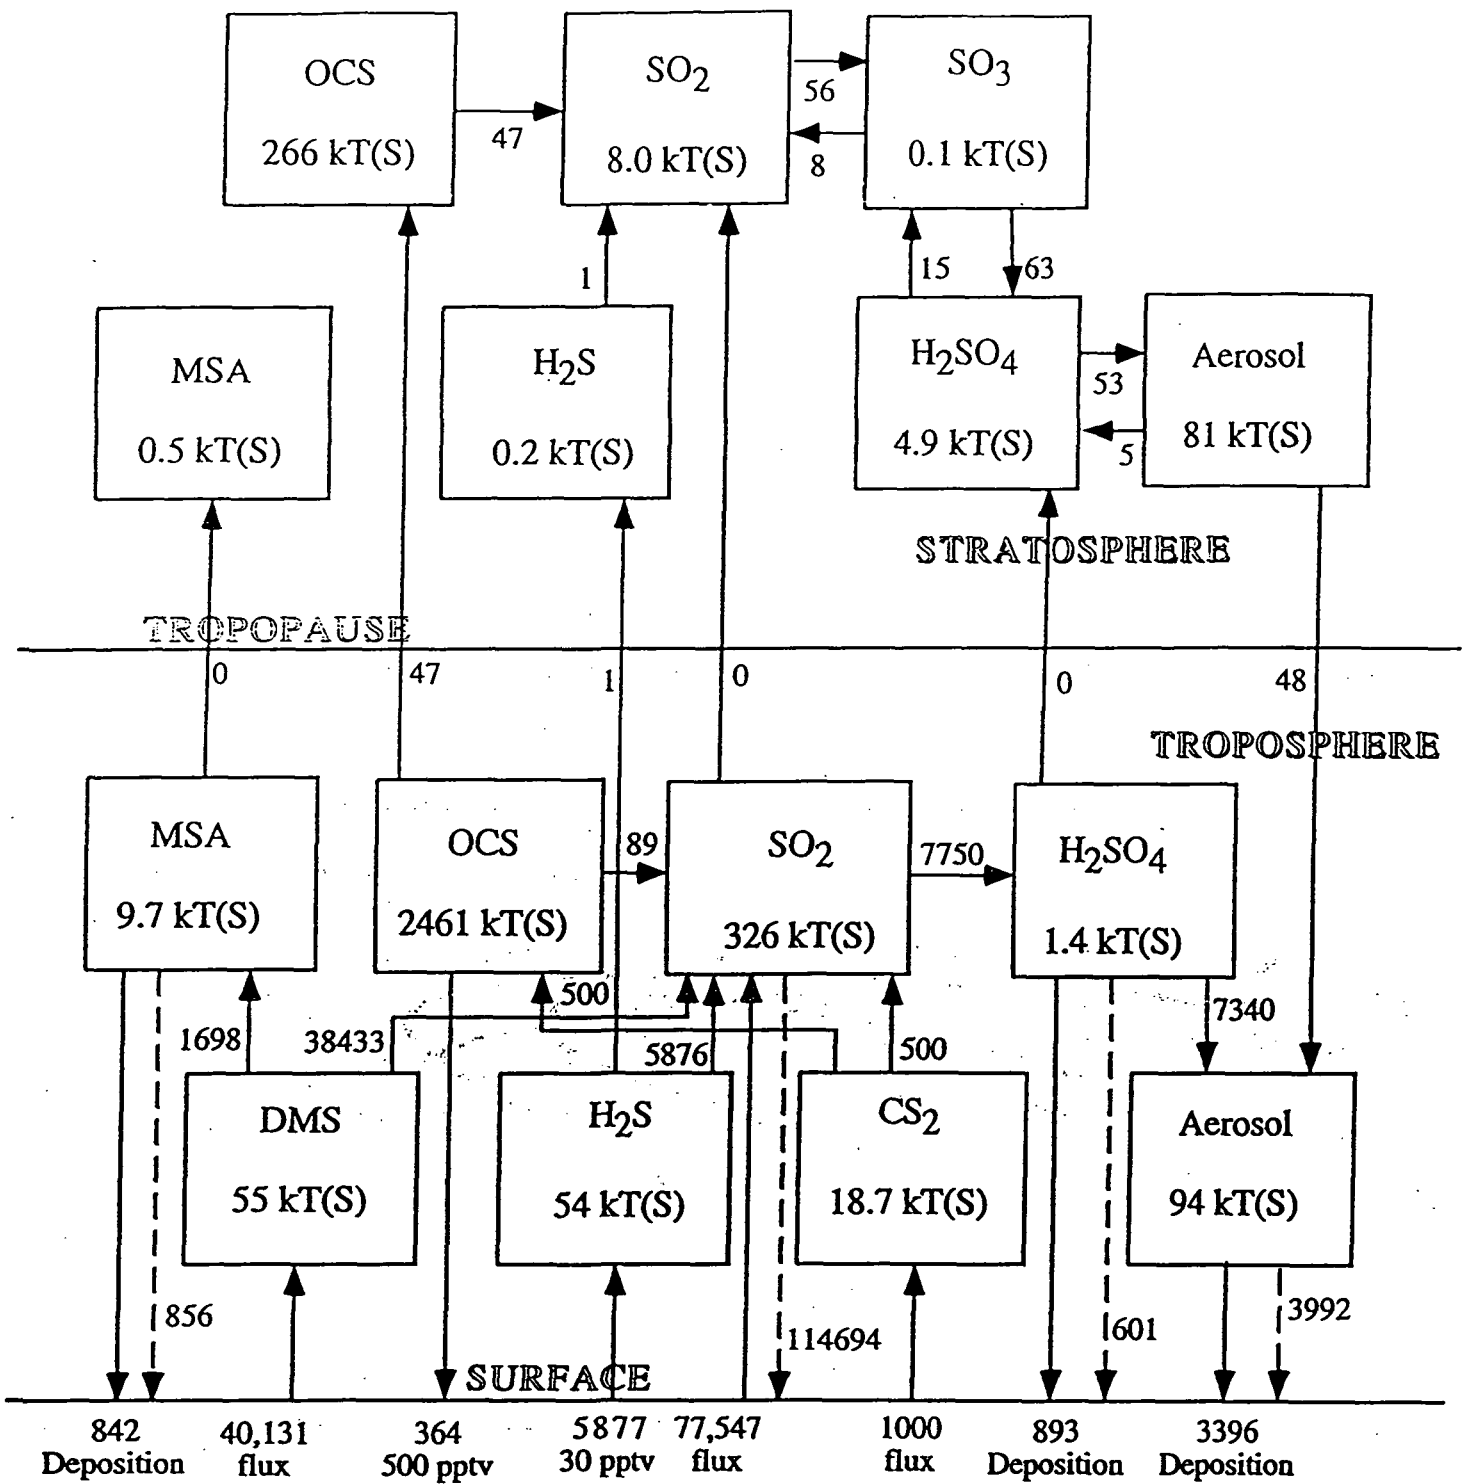 OCS
266 kT(S)
47
SO2
8.0 kT(S)
56
8
SO3
0.1 kT(S)
1
15
63
MSA
0.5 kT(S)
H2S
0.2 kT(S)
H2SO4
4.9 kT(S)
53
5
Aerosol
81 kT(S)
STRATOSPHERE
TROPOPAUSE
0
47
1
0
0
48
TROPOSPHERE
MSA
9.7 kT(S)
OCS
2461 kT(S)
89
SO2
326 kT(S)
7750
H2SO4
1.4 kT(S)
1698
38433
500
5876
500
7340
DMS
55 kT(S)
H2S
54 kT(S)
CS2
18.7 kT(S)
Aerosol
94 kT(S)
856
114694
601
3992
SURFACE
842
Deposition
40,131
flux
364
500 pptv
5877
30 pptv
77,547
flux
1000
flux
893
Deposition
3396
Deposition